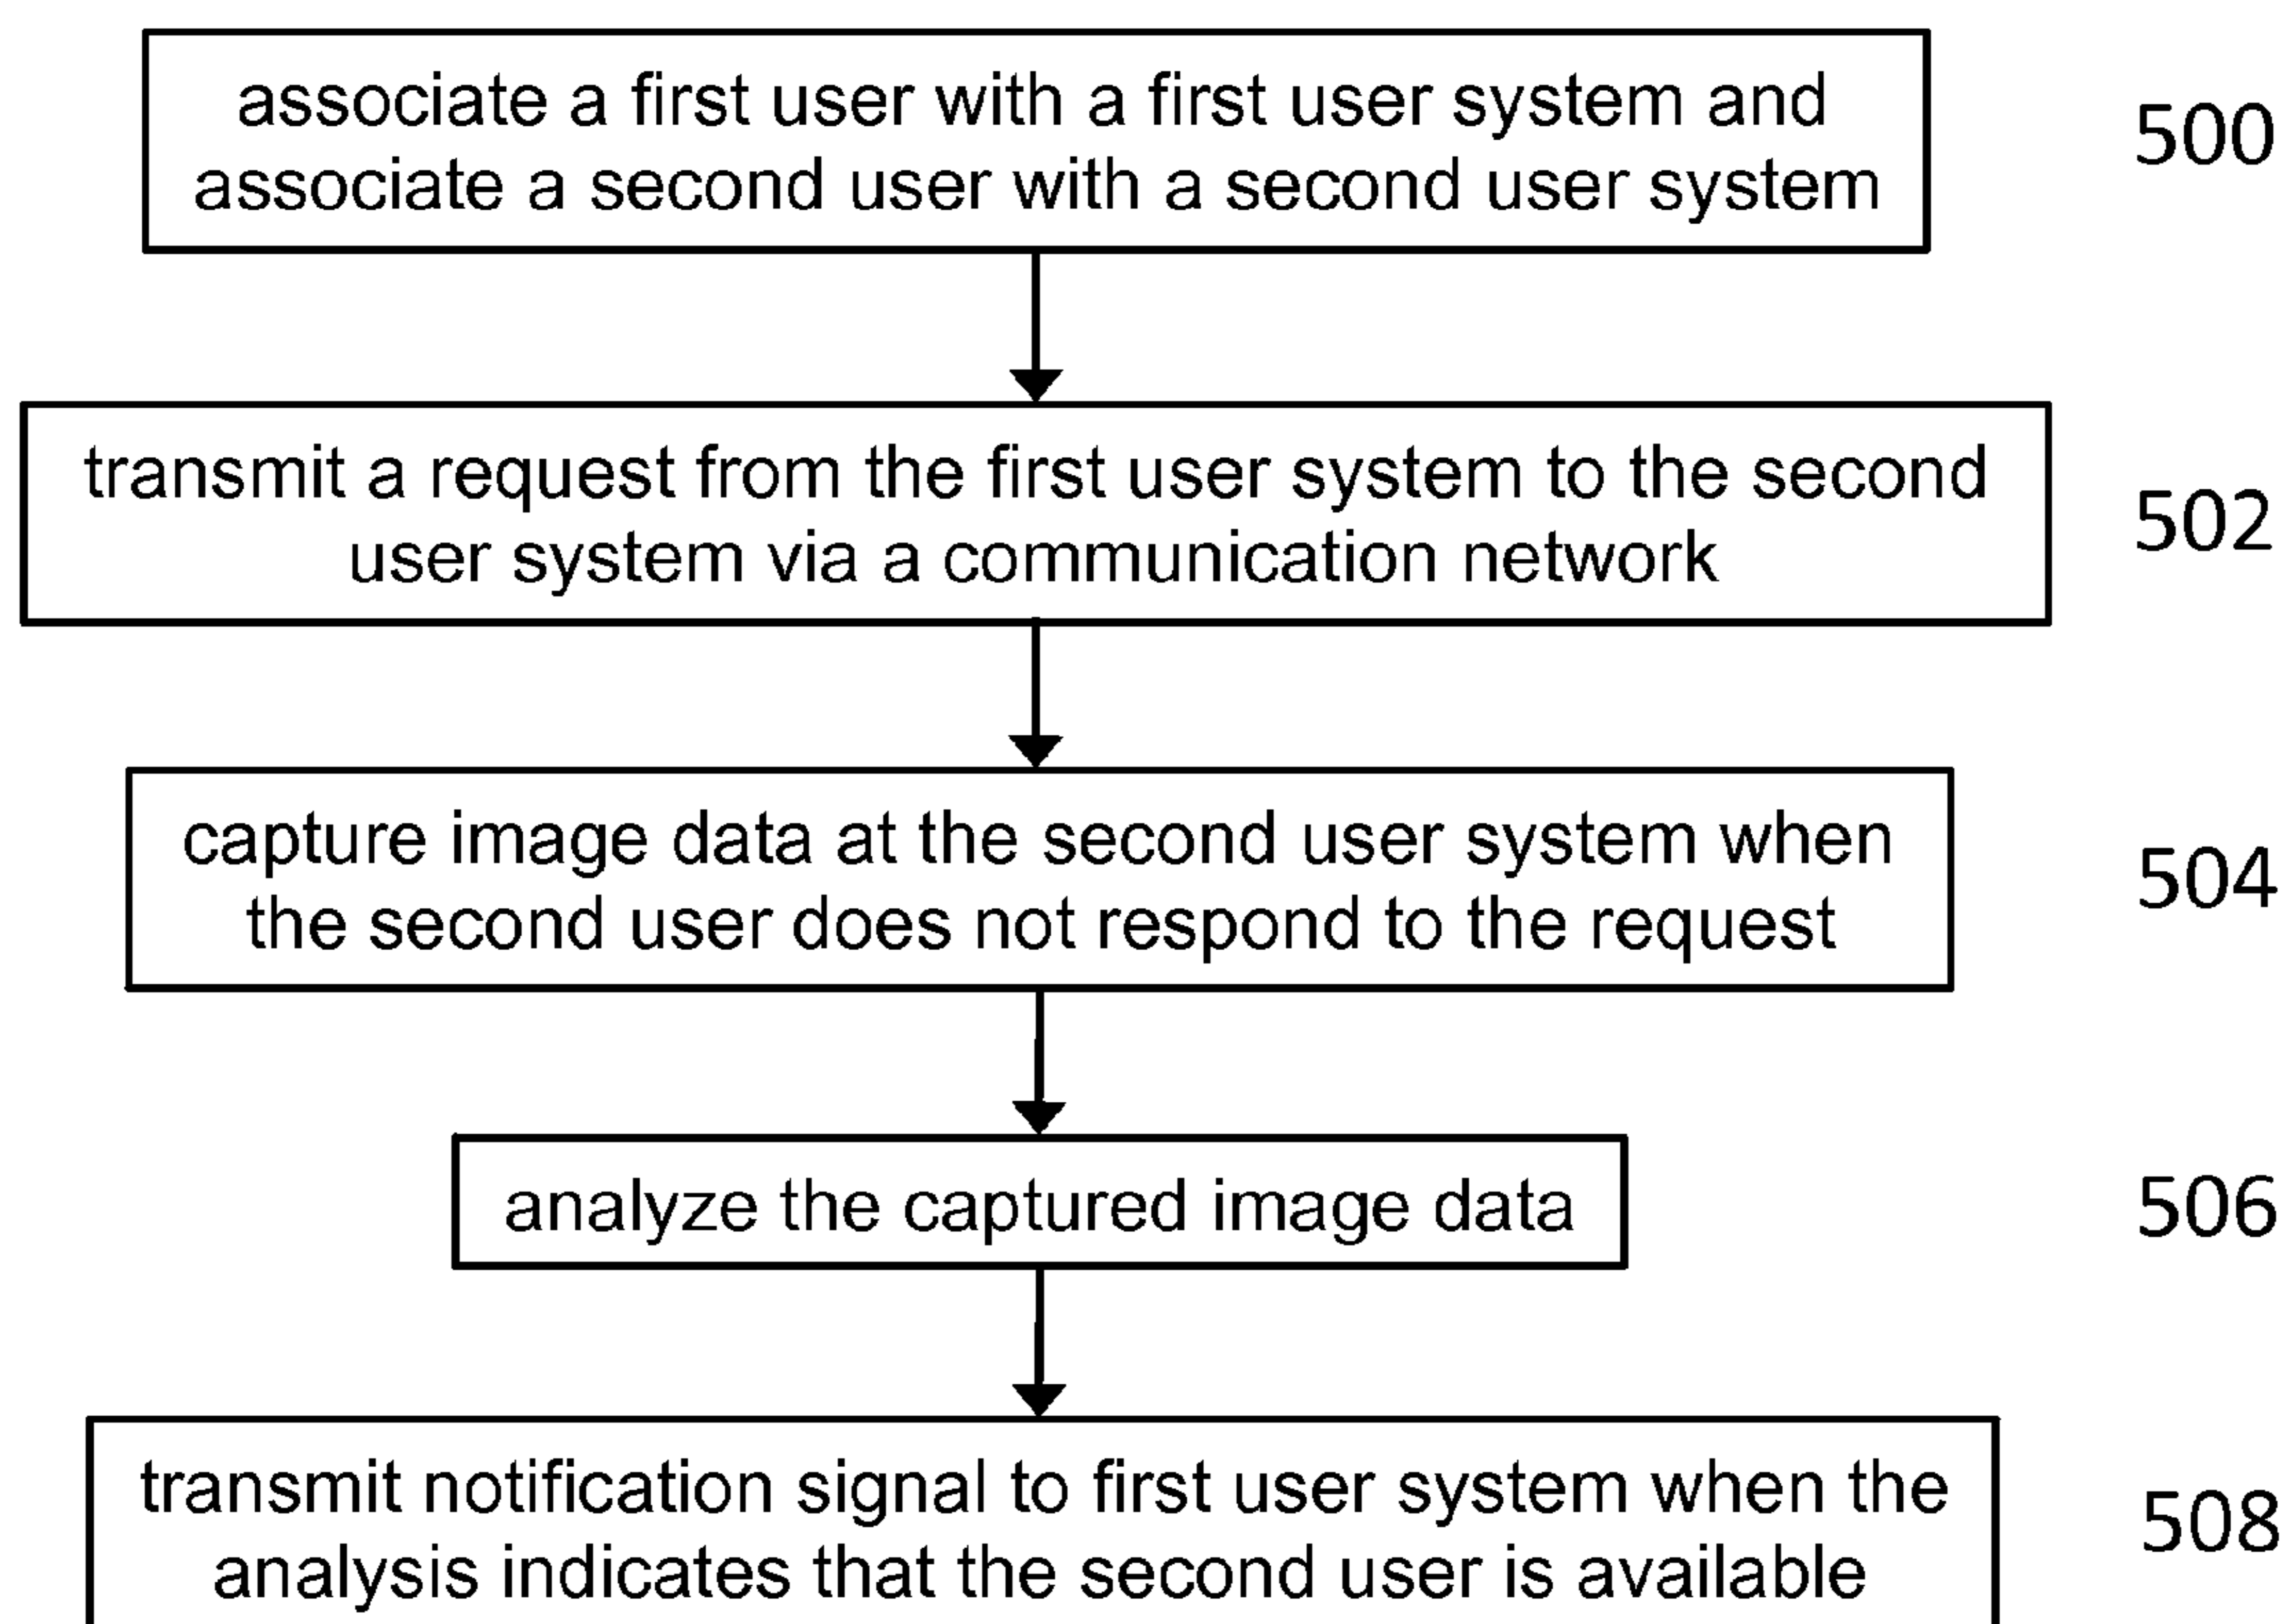 associate a first user with a first user system and
associate a second user with a second user system
500
transmit a request from the first user system to the second
user system via a communication network
502
capture image data at the second user system when
the second user does not respond to the request
504
analyze the captured image data
506
transmit notification signal to first user system when the
analysis indicates that the second user is available
508